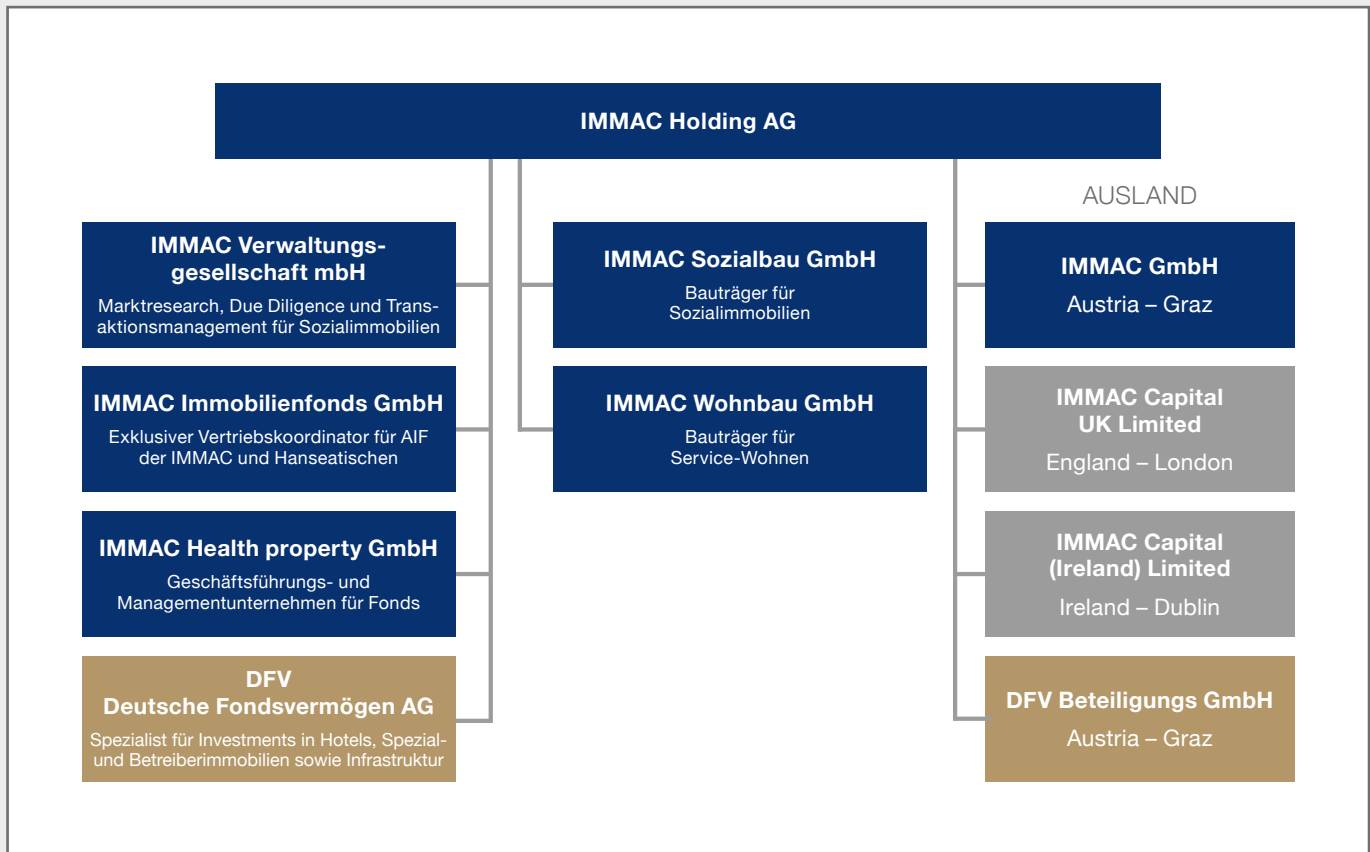 IMMAC Holding AG
IMMAC Verwaltungs-
gesellschaft mbH
Marktresearch, Due Diligence und Trans-
aktionsmanagement für Sozialimmobilien
IMMAC Immobilienfonds GmbH
Exklusiver Vertriebskoordinator für AIF
der IMMAC und Hanseatischen
IMMAC Health property GmbH
Geschäftsführungs- und
Managementunternehmen für Fonds
DFV
Deutsche Fondsvermögen AG
Spezialist für Investments in Hotels, Spezial-
und Betreiberimmobilien sowie Infrastruktur
IMMAC Sozialbau GmbH
Bauträger für
Sozialimmobilien
IMMAC Wohnbau GmbH
Bauträger für
Service-Wohnen
AUSLAND
IMMAC GmbH
Austria – Graz
IMMAC Capital
UK Limited
England – London
IMMAC Capital
(Ireland) Limited
Ireland – Dublin
DFV Beteiligungs GmbH
Austria – Graz